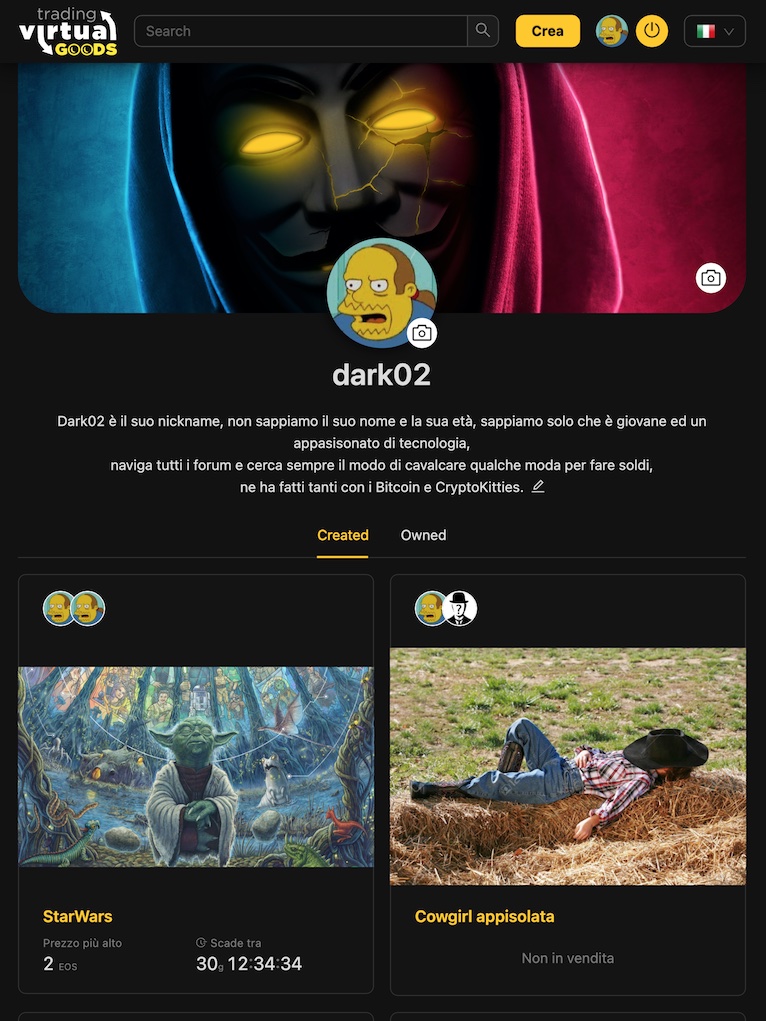 trading
virtual
GOODS
Search
Crea
dark02
Dark02 è il suo nickname, non sappiamo il suo nome e la sua età, sappiamo solo che è giovane ed un
appasisonato di tecnologia,
naviga tutti i forum e cerca sempre il modo di cavalcare qualche moda per fare soldi,
ne ha fatti tanti con i Bitcoin e CryptoKitties.
Created Owned
StarWars
Prezzo più alto Scade tra
2 EOS 30g 12:34:34
Cowgirl appisolata
Non in vendita